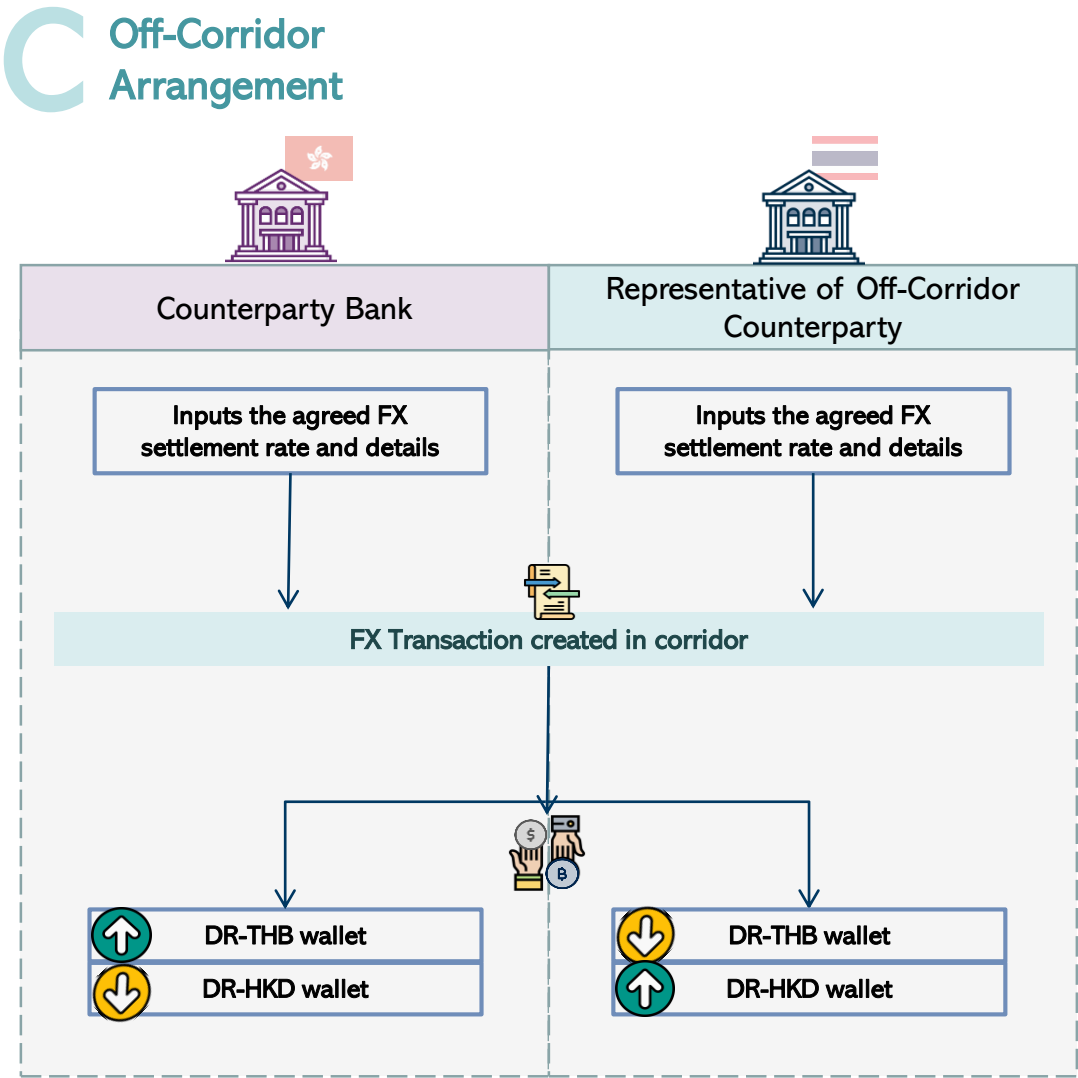 C
Off-Corridor
Arrangement
Counterparty Bank
Representative of Off-Corridor
Counterparty
Inputs the agreed FX
settlement rate and details
Inputs the agreed FX
settlement rate and details
FX Transaction created in corridor
$
฿
DR-THB wallet
DR-HKD wallet
DR-THB wallet
DR-HKD wallet